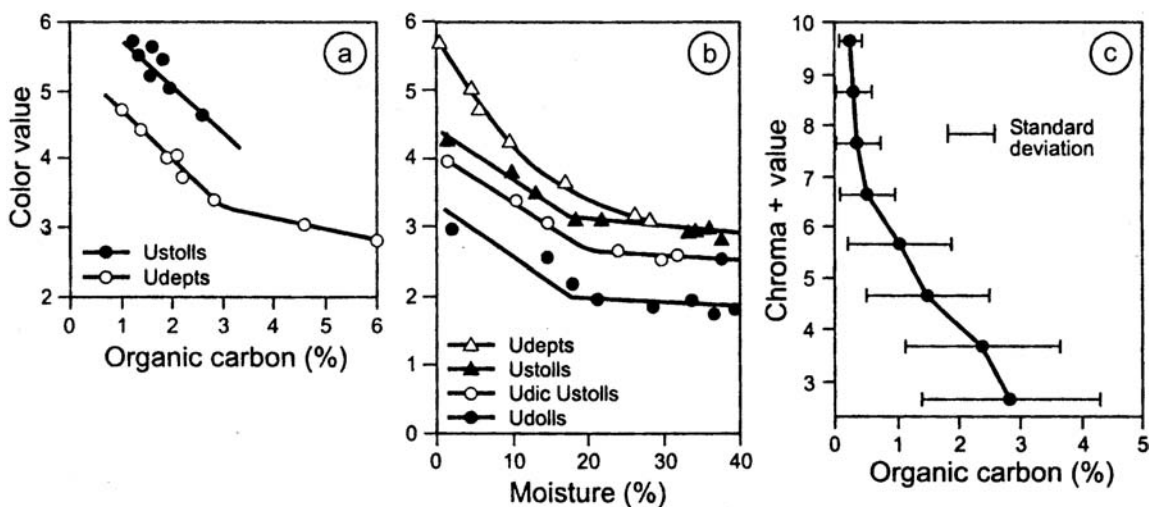 a
Color value
6
5
4
3
2
0
1
2
3
4
5
6
Organic carbon (%)
Ustolls
Udepts
b
6
5
4
3
2
1
0
0
10
20
30
40
Moisture (%)
Udepts
Ustolls
Udic Ustolls
Udolls
c
Chroma + value
10
9
8
7
6
5
4
3
0
1
2
3
4
5
Organic carbon (%)
Standard
deviation